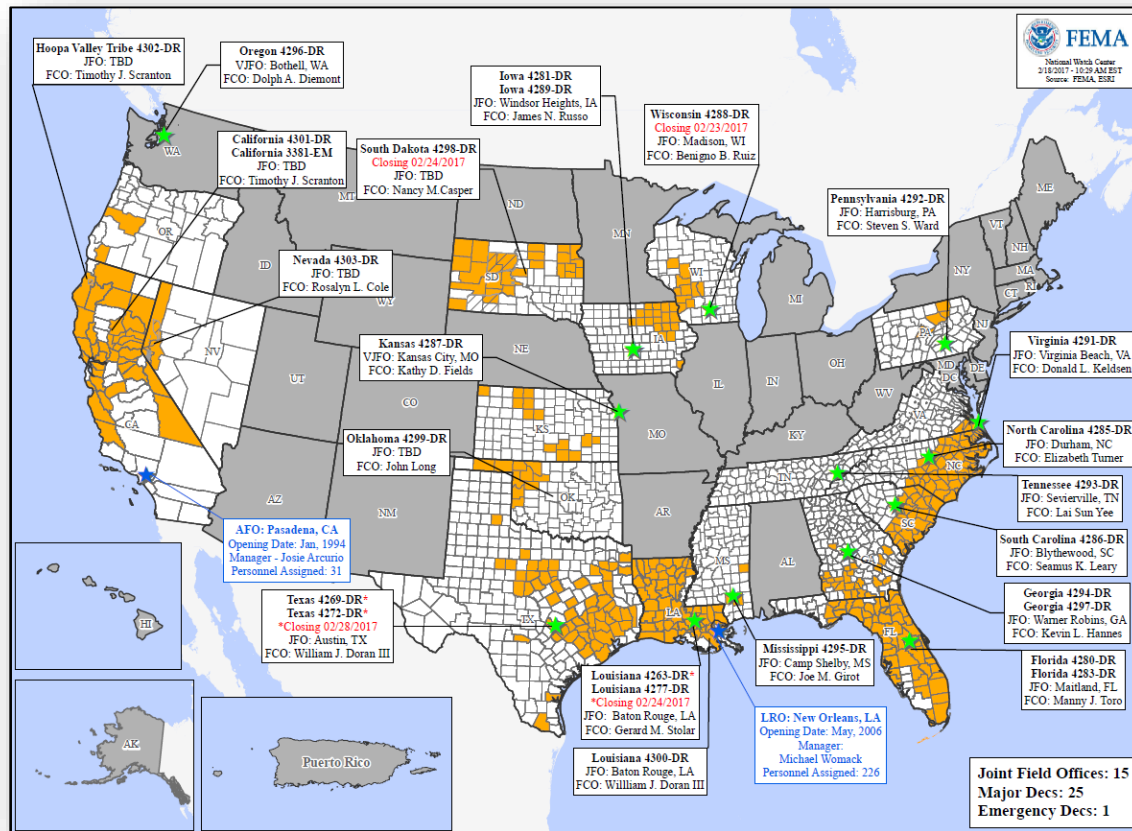 FEMA
National Watch Center
2/18/2017 - 10:29 AM EST
Source: FEMA, ESRI
Hoopa Valley Tribe 4302-DR
JFO: TBD
FCO: Timothy J. Scranton
Oregon 4296-DR
VJFO: Bothell, WA
FCO: Dolph A. Diemont
California 4301-DR
California 3381-EM
JFO: TBD
FCO: Timothy J. Scranton
South Dakota 4298-DR
Closing 02/24/2017
JFO: TBD
FCO: Nancy M.Casper
Iowa 4281-DR
Iowa 4289-DR
JFO: Windsor Heights, IA
FCO: James N. Russo
Wisconsin 4288-DR
Closing 02/23/2017
JFO: Madison, WI
FCO: Benigno B. Ruiz
Pennsylvania 4292-DR
JFO: Harrisburg, PA
FCO: Steven S. Ward
Nevada 4303-DR
JFO: TBD
FCO: Rosalyn L. Cole
Kansas 4287-DR
VJFO: Kansas City, MO
FCO: Kathy D. Fields
Virginia 4291-DR
JFO: Virginia Beach, VA
FCO: Donald L. Keldsen
North Carolina 4285-DR
JFO: Durham, NC
FCO: Elizabeth Turner
Oklahoma 4299-DR
JFO: TBD
FCO: John Long
Tennessee 4293-DR
JFO: Sevierville, TN
FCO: Lai Sun Yee
South Carolina 4286-DR
JFO: Blythewood, SC
FCO: Seamus K. Leary
AFO: Pasadena, CA
Opening Date: Jan, 1994
Manager - Josie Arcurio
Personnel Assigned: 31
Texas 4269-DR*
Texas 4272-DR*
*Closing 02/28/2017
JFO: Austin, TX
FCO: William J. Doran III
Georgia 4294-DR
Georgia 4297-DR
JFO: Warner Robins, GA
FCO: Kevin L. Hannes
Mississippi 4295-DR
JFO: Camp Shelby, MS
FCO: Joe M. Girot
Florida 4280-DR
Florida 4283-DR
JFO: Maitland, FL
FCO: Manny J. Toro
Louisiana 4263-DR*
Louisiana 4277-DR
*Closing 02/24/2017
JFO: Baton Rouge, LA
FCO: Gerard M. Stolar
LRO: New Orleans, LA
Opening Date: May, 2006
Manager:
Michael Womack
Personnel Assigned: 226
Louisiana 4300-DR
JFO: Baton Rouge, LA
FCO: Willliam J. Doran III
Joint Field Offices: 15
Major Decs: 25
Emergency Decs: 1
WA
MT
ND
MN
ME
OR
ID
SD
WI
VT
NH
NY
MA
RI
CT
WY
MI
IA
PA
NJ
NV
NE
OH
MD
DE
DC
UT
IL
IN
WV
VA
CO
CA
KS
MO
KY
NC
TN
AZ
NM
OK
AR
SC
MS
AL
TX
LA
FL
HI
AK
Puerto Rico